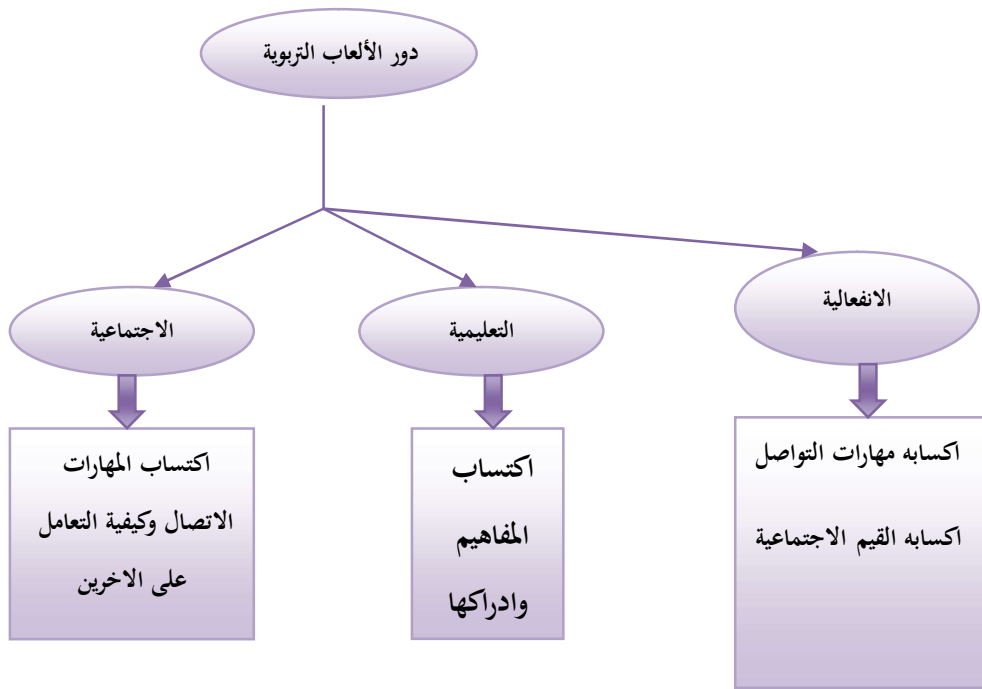 دور الألعاب التربوية
الانفعالية
التعليمية
الاجتماعية
اكسابه مهارات التواصل
اكسابه القيم الاجتماعية
اكتساب
المفاهيم
وادراكها
اكتساب المهارات
الاتصال وكيفية التعامل
على الاخرين